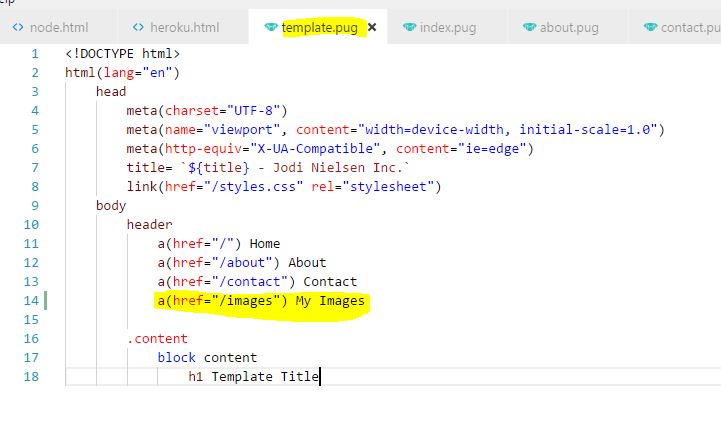 elp
node.html heroku.html template.pug index.pug about.pug contact.pu
1 <!DOCTYPE html>
2 html(lang="en")
3 head
4 meta(charset="UTF-8")
5 meta(name="viewport", content="width=device-width, initial-scale=1.0")
6 meta(http-equiv="X-UA-Compatible", content="ie=edge")
7 title= `${title} - Jodi Nielsen Inc.`
8 link(href="/styles.css" rel="stylesheet")
9 body
10 header
11 a(href="/") Home
12 a(href="/about") About
13 a(href="/contact") Contact
14 a(href="/images") My Images
15
16 .content
17 block content
18 h1 Template Title